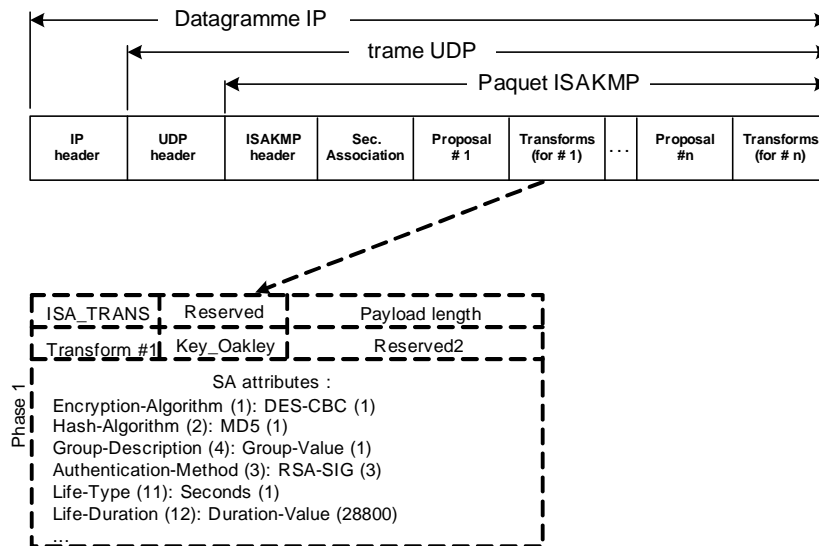 Datagramme IP
trame UDP
Paquet ISAKMP
IP header
UDP header
ISAKMP header
Sec. Association
Proposal # 1
Transforms (for # 1)
...
Proposal #n
Transforms (for # n)
ISA_TRANS
Reserved
Payload length
Transform #1
Key_Oakley
Reserved2
Phase 1
SA attributes :
Encryption-Algorithm (1): DES-CBC (1)
Hash-Algorithm (2): MD5 (1)
Group-Description (4): Group-Value (1)
Authentication-Method (3): RSA-SIG (3)
Life-Type (11): Seconds (1)
Life-Duration (12): Duration-Value (28800)
...